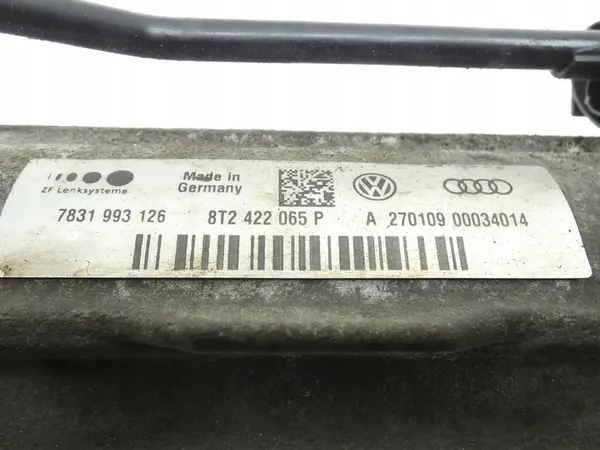 ZF Lenksysteme
Made in
Germany
7831 993 126 8T2 422 065 P A 270109 00034014